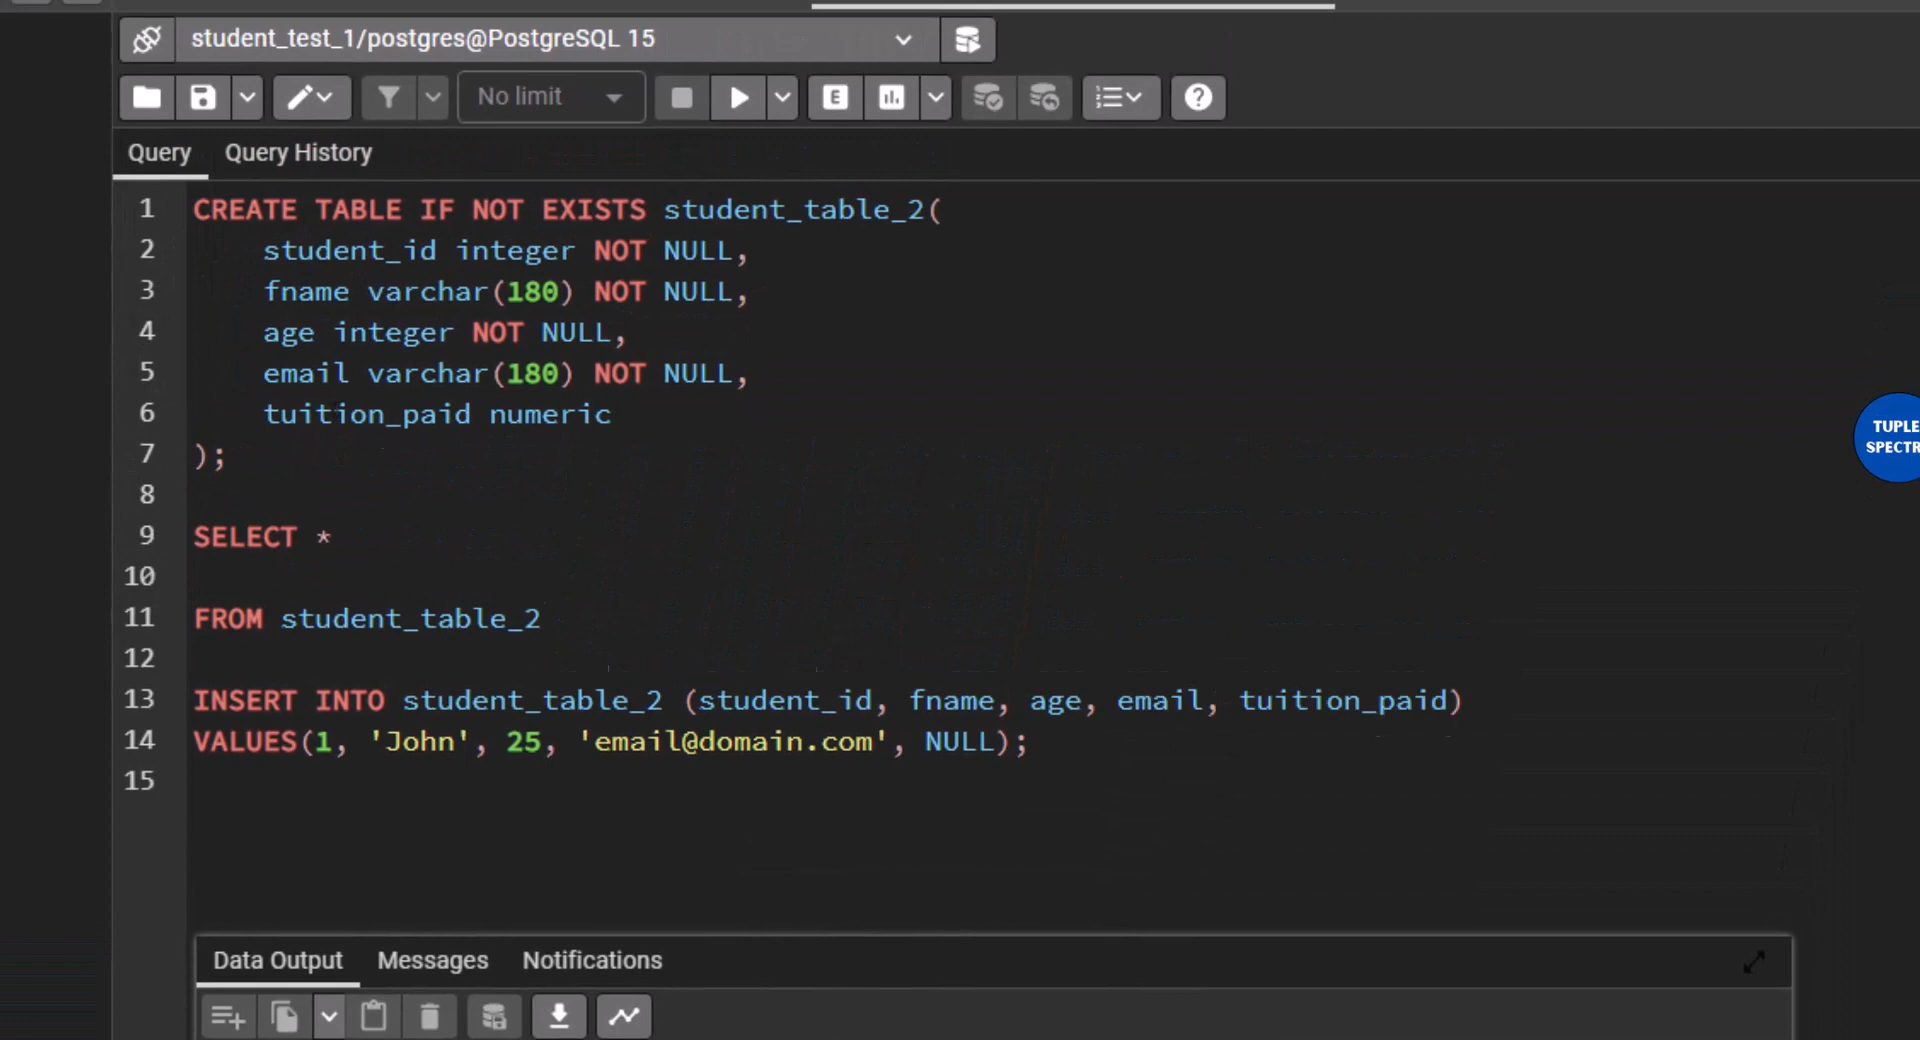 student_test_1/postgres@PostgreSQL 15
No limit
E
?
Query Query History
1 CREATE TABLE IF NOT EXISTS student_table_2(
2 student_id integer NOT NULL,
3 fname varchar(180) NOT NULL,
4 age integer NOT NULL,
5 email varchar(180) NOT NULL,
6 tuition_paid numeric
7 );
8
9 SELECT *
10
11 FROM student_table_2
12
13 INSERT INTO student_table_2 (student_id, fname, age, email, tuition_paid)
14 VALUES(1, 'John', 25, 'email@domain.com', NULL);
15
TUPLE
SPECTR
Data Output Messages Notifications